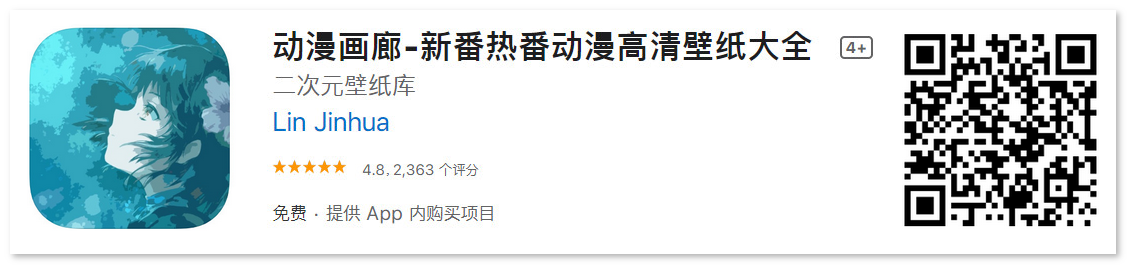 动漫画廊-新番热番动漫高清壁纸大全 4+
二次元壁纸库
Lin Jinhua
★★★★★ 4.8，2,363 个评分
免费 · 提供 App 内购买项目